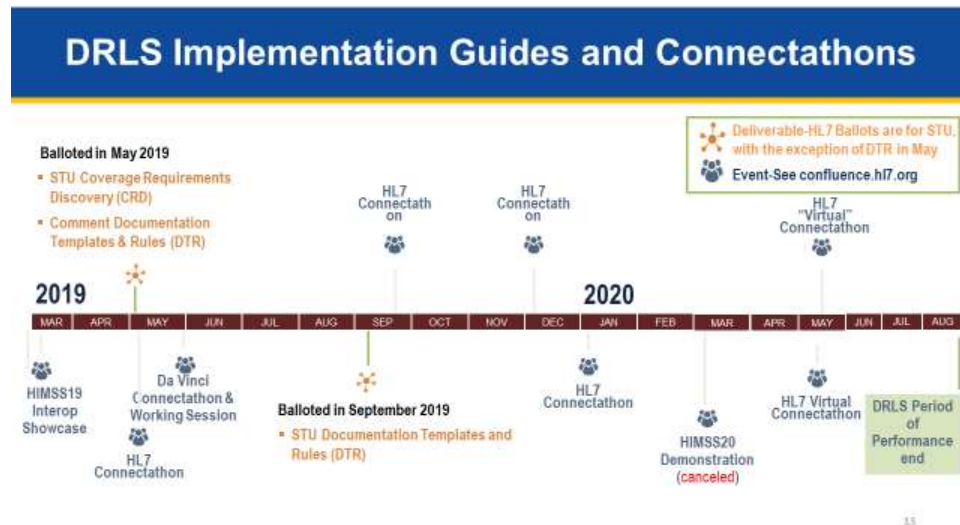 DRLS Implementation Guides and Connectathons
Deliverable-HL7 Ballots are for STU,
with the exception of DTR in May
Event-See confluence.hl7.org
Balloted in May 2019
▪ STU Coverage Requirements
Discovery (CRD)
▪ Comment Documentation
Templates & Rules (DTR)
HL7
Connectath
on
HL7
Connectath
on
HL7
"Virtual"
Connectathon
2019
2020
MAR APR MAY JUN JUL AUG SEP OCT NOV DEC JAN FEB MAR APR MAY JUN JUL AUG
HIMSS19
Interop
Showcase
HL7
Connectathon
Da Vinci
Connectathon &
Working Session
Balloted in September 2019
▪ STU Documentation Templates and
Rules (DTR)
HL7
Connectathon
HIMSS20
Demonstration
(canceled)
HL7 Virtual
Connectathon
DRLS Period
of
Performance
end
13